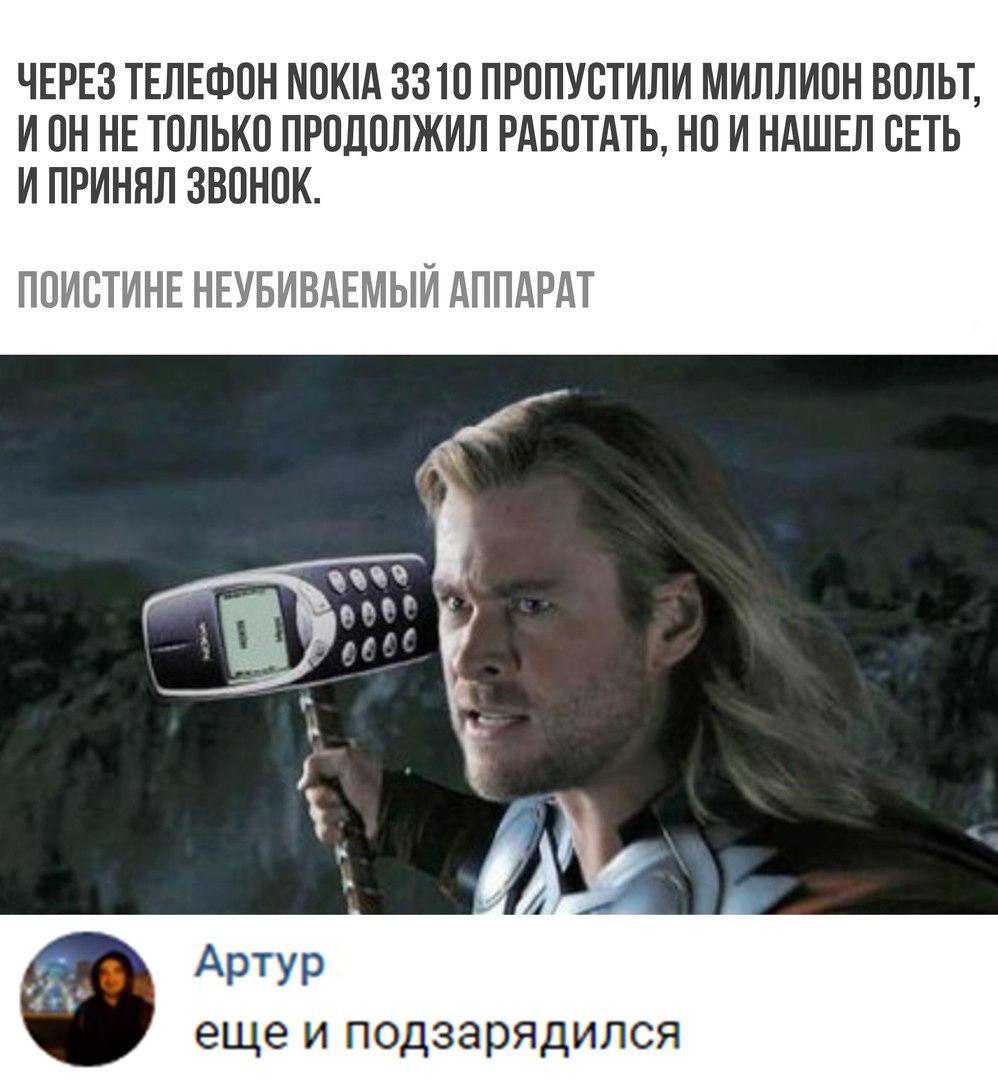 ЧЕРЕЗ ТЕЛЕФОН NOKIA 3310 ПРОПУСТИЛИ МИЛЛИОН ВОЛЬТ,
И ОН НЕ ТОЛЬКО ПРОДОЛЖИЛ РАБОТАТЬ, НО И НАШЕЛ СЕТЬ
И ПРИНЯЛ ЗВОНОК.
ПОИСТИНЕ НЕУБИВАЕМЫЙ АППАРАТ
NOKIA
Артур
еще и подзарядился